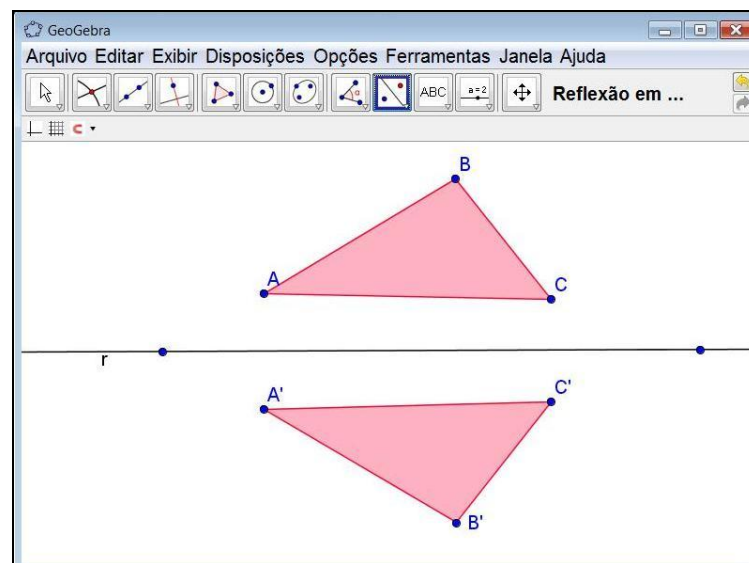 GeoGebra
Arquivo Editar Exibir Disposições Opções Ferramentas Janela Ajuda
ABC a=2 Reflexão em ...
B
A
C
r
A'
C'
B'